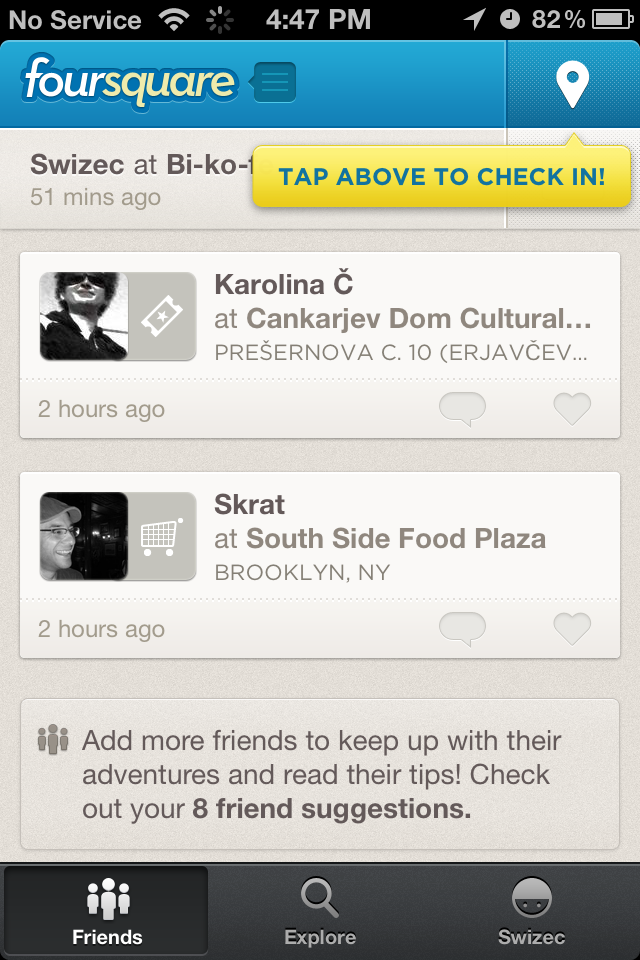 No Service 4:47 PM 82%
foursquare
Swizec at Bi-ko-
51 mins ago
TAP ABOVE TO CHECK IN!
Karolina Č
at Cankarjev Dom Cultural...
PREŠERNOVA C. 10 (ERJAVČEV...
2 hours ago
Skrat
at South Side Food Plaza
BROOKLYN, NY
2 hours ago
Add more friends to keep up with their
adventures and read their tips! Check
out your 8 friend suggestions.
Friends Explore Swizec